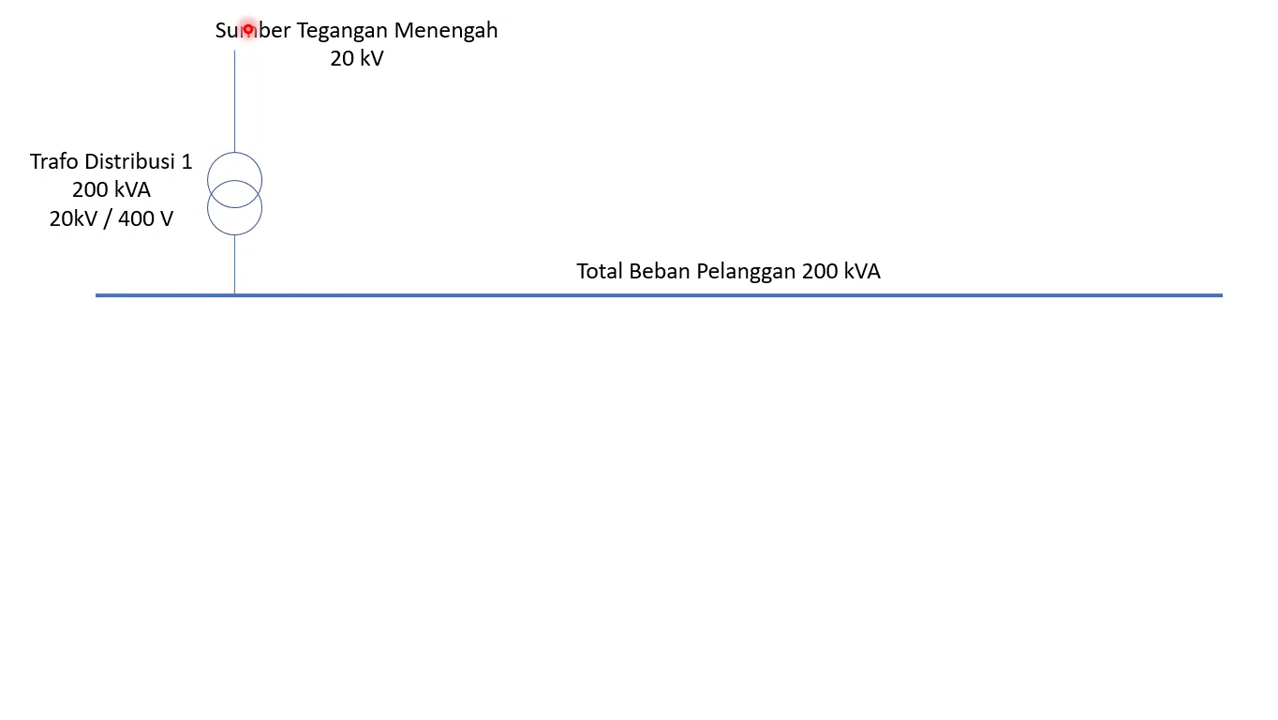 Sumber Tegangan Menengah
20 kV
Trafo Distribusi 1
200 kVA
20kV / 400 V
Total Beban Pelanggan 200 kVA